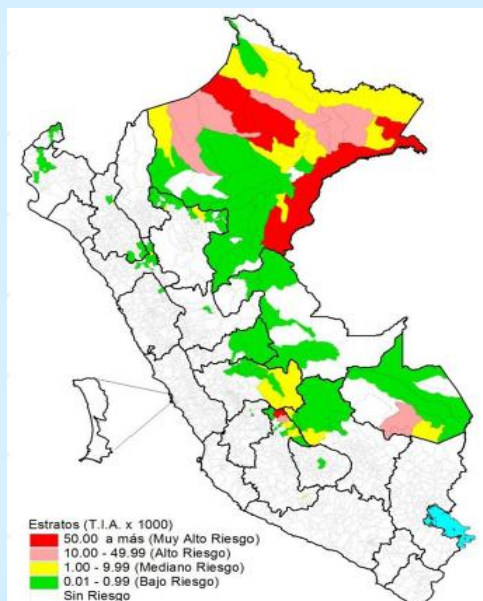 Estratos (T.I.A. x 1000)
50.00 a más (Muy Alto Riesgo)
10.00 - 49.99 (Alto Riesgo)
1.00 - 9.99 (Mediano Riesgo)
0.01 - 0.99 (Bajo Riesgo)
Sin Riesgo